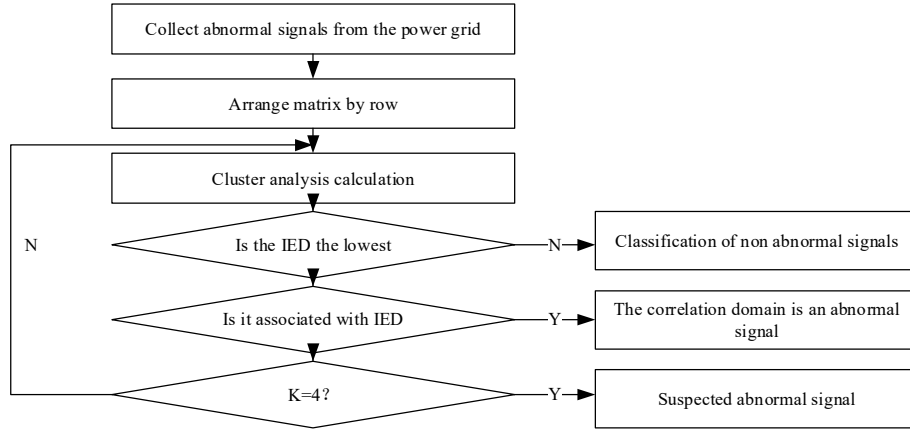 Collect abnormal signals from the power grid
Arrange matrix by row
Cluster analysis calculation
N
Is the IED the lowest
N
Classification of non abnormal signals
Is it associated with IED
Y
The correlation domain is an abnormal
signal
K=4?
Y
Suspected abnormal signal